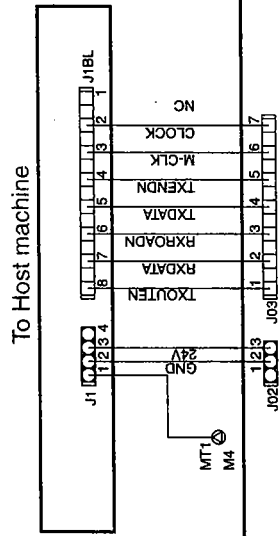 To Host machine
J1BL
1
2
3
4
5
6
7
8
NC
CLOCK
M-CLK
TXENDN
TXDATA
RXROADN
RXDATA
TXOUTEN
7
6
5
4
3
2
1
J03
J1
1 2 3 4
24V
GND
1 2 3
J02
MT1
M4